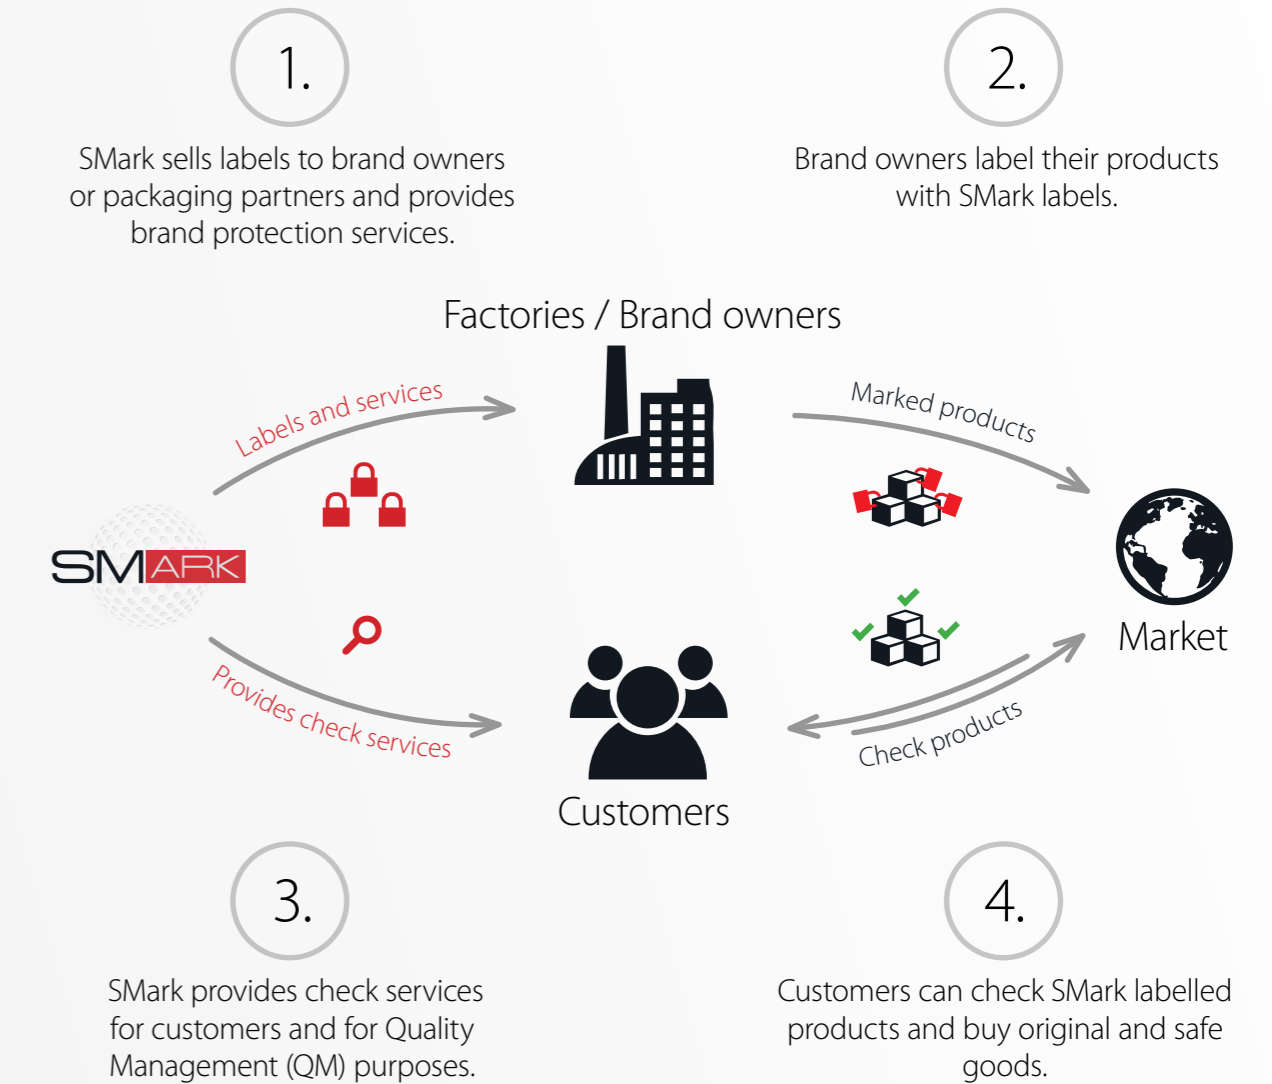 1.
SMark sells labels to brand owners
or packaging partners and provides
brand protection services.
2.
Brand owners label their products
with SMark labels.
Factories / Brand owners
Labels and services
Marked products
SMARK
Market
Provides check services
Check products
Customers
3.
SMark provides check services
for customers and for Quality
Management (QM) purposes.
4.
Customers can check SMark labelled
products and buy original and safe
goods.